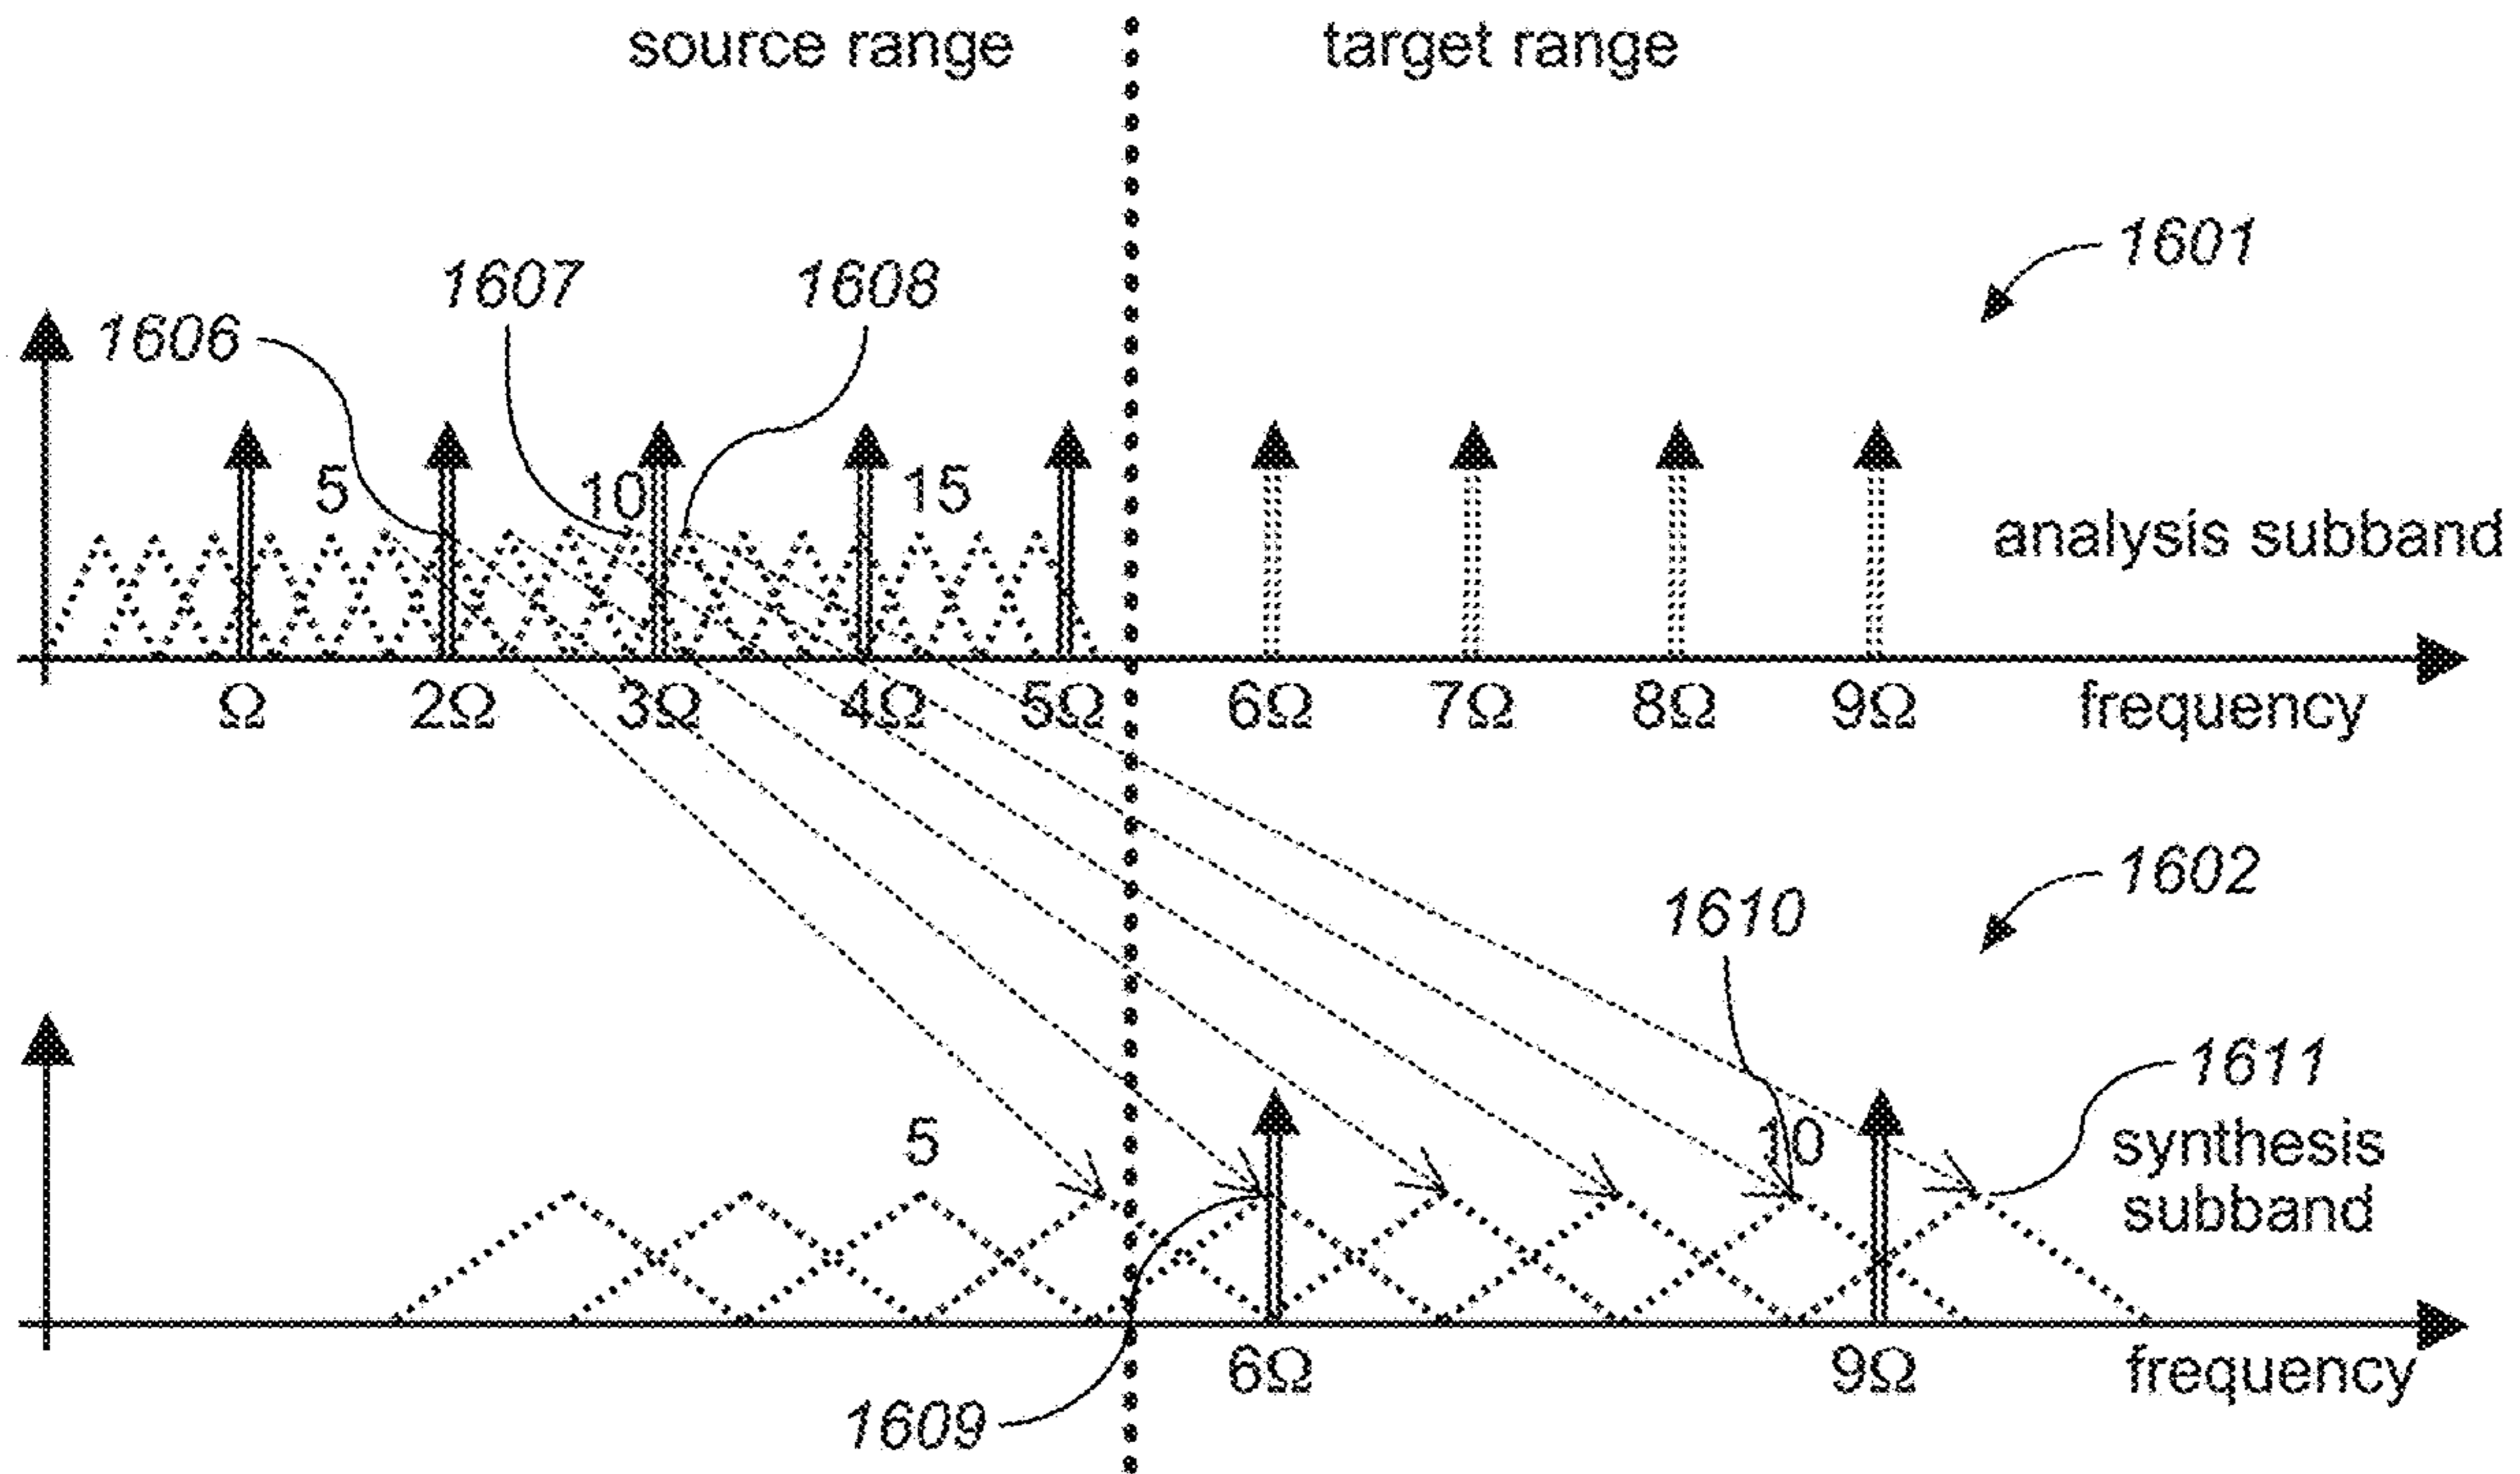 source range
target range
1601
1607
1608
1606
5
10
15
analysis subband
Ω
2Ω
3Ω
4Ω
5Ω
6Ω
7Ω
8Ω
9Ω
frequency
1602
1610
1611
5
10
synthesis
subband
6Ω
9Ω
frequency
1609